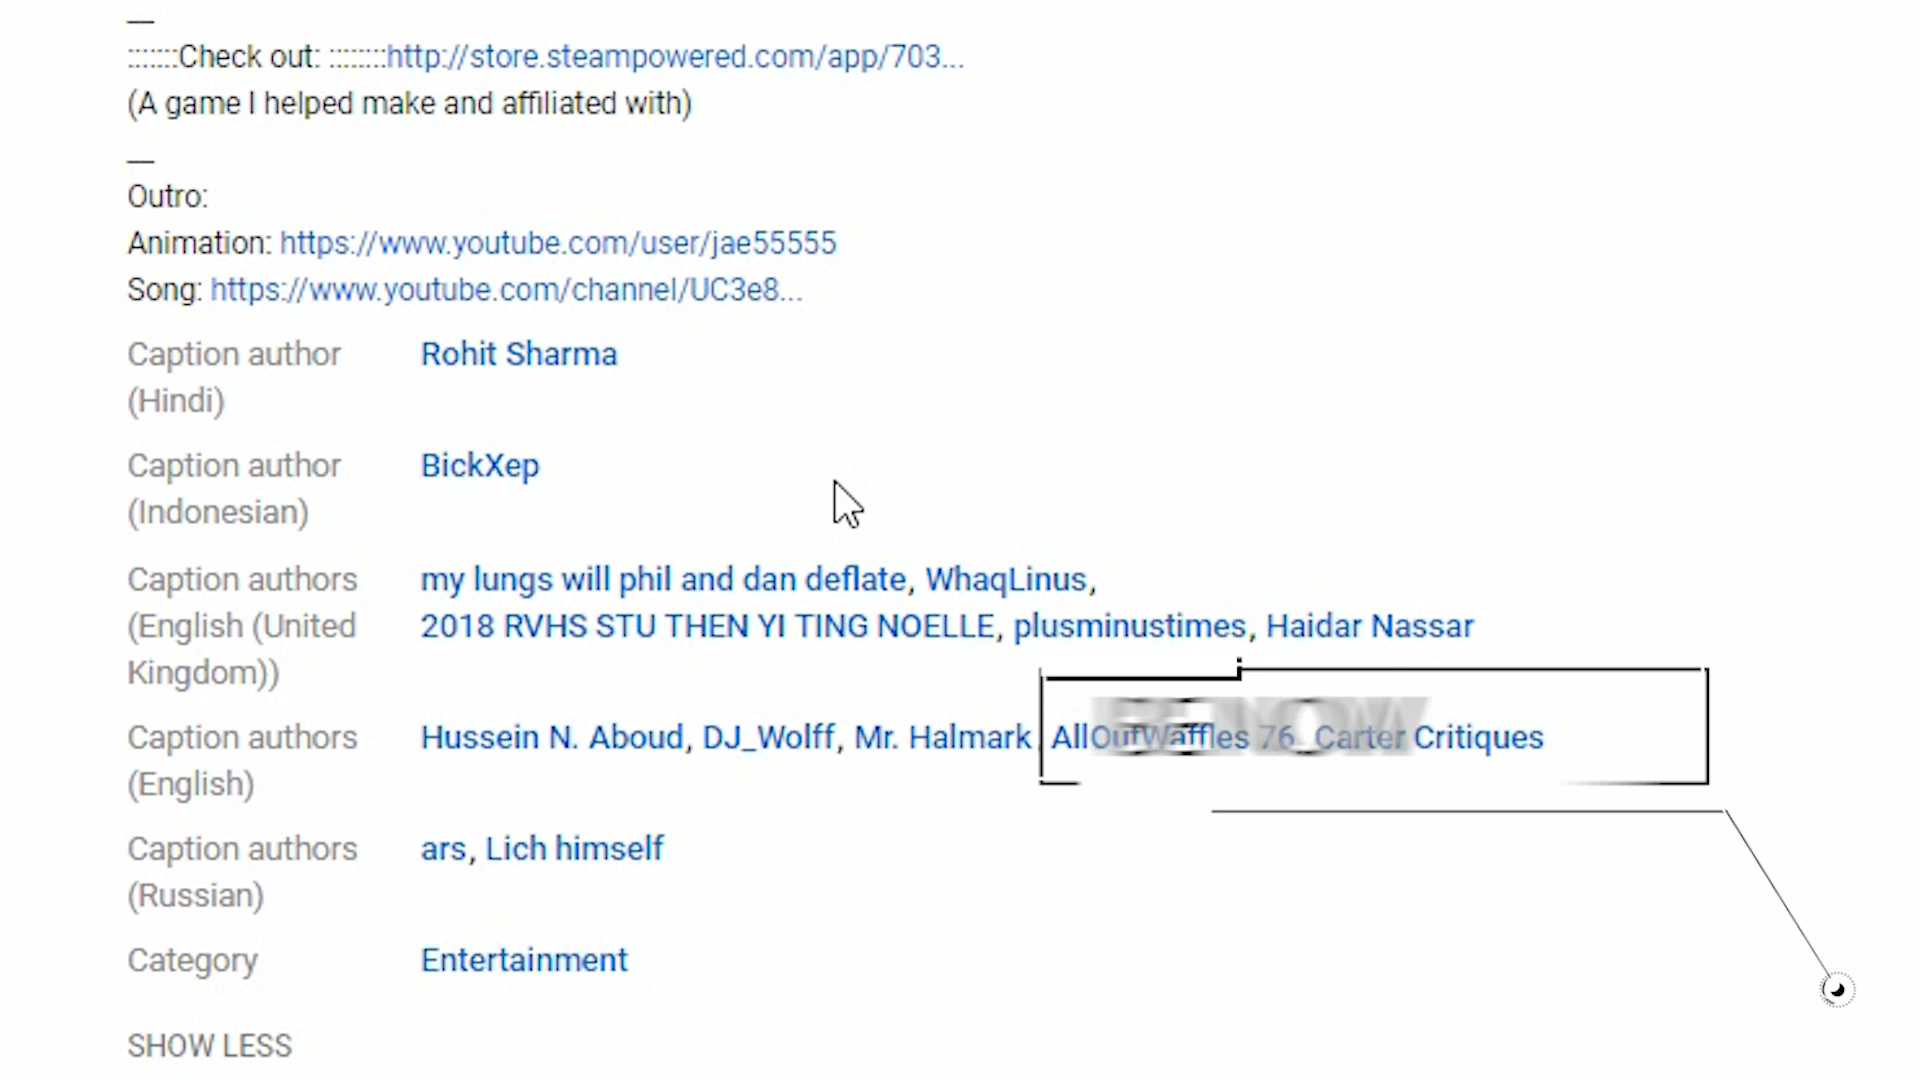 —
:::::::Check out: ::::::::http://store.steampowered.com/app/703...
(A game I helped make and affiliated with)
—
Outro:
Animation: https://www.youtube.com/user/jae55555
Song: https://www.youtube.com/channel/UC3e8...
Caption author (Hindi) Rohit Sharma
Caption author (Indonesian) BickXep
Caption authors (English (United Kingdom)) my lungs will phil and dan deflate, WhaqLinus,
2018 RVHS STU THEN YI TING NOELLE, plusminustimes, Haidar Nassar
Caption authors (English) Hussein N. Aboud, DJ_Wolff, Mr. Halmark, AllOutWaffles 76, Carter Critiques
Caption authors (Russian) ars, Lich himself
Category Entertainment
SHOW LESS